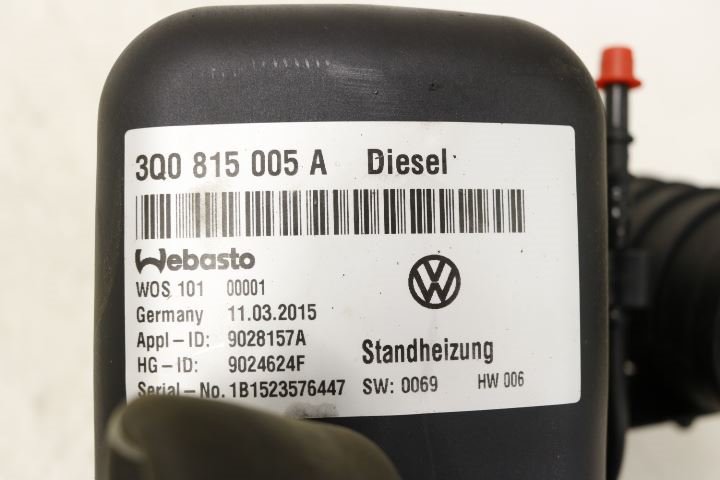 3Q0 815 005 A Diesel
Webasto
WOS 101 00001
Germany 11.03.2015
Appl-ID: 9028157A
HG-ID: 9024624F
Serial-No. 1B1523576447
VW
Standheizung
SW: 0069 HW 006